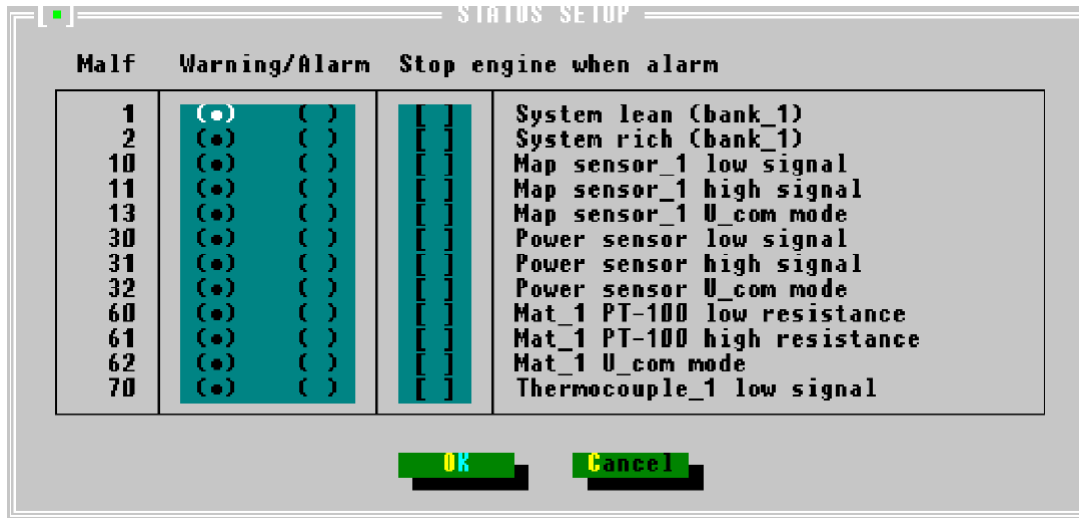 [▪] STATUS SETUP
Malf Warning/Alarm Stop engine when alarm
1 (•) ( ) [ ] System lean (bank_1)
2 (•) ( ) [ ] System rich (bank_1)
10 (•) ( ) [ ] Map sensor_1 low signal
11 (•) ( ) [ ] Map sensor_1 high signal
13 (•) ( ) [ ] Map sensor_1 U_com mode
30 (•) ( ) [ ] Power sensor low signal
31 (•) ( ) [ ] Power sensor high signal
32 (•) ( ) [ ] Power sensor U_com mode
60 (•) ( ) [ ] Mat_1 PT-100 low resistance
61 (•) ( ) [ ] Mat_1 PT-100 high resistance
62 (•) ( ) [ ] Mat_1 U_com mode
70 (•) ( ) [ ] Thermocouple_1 low signal
OK Cancel